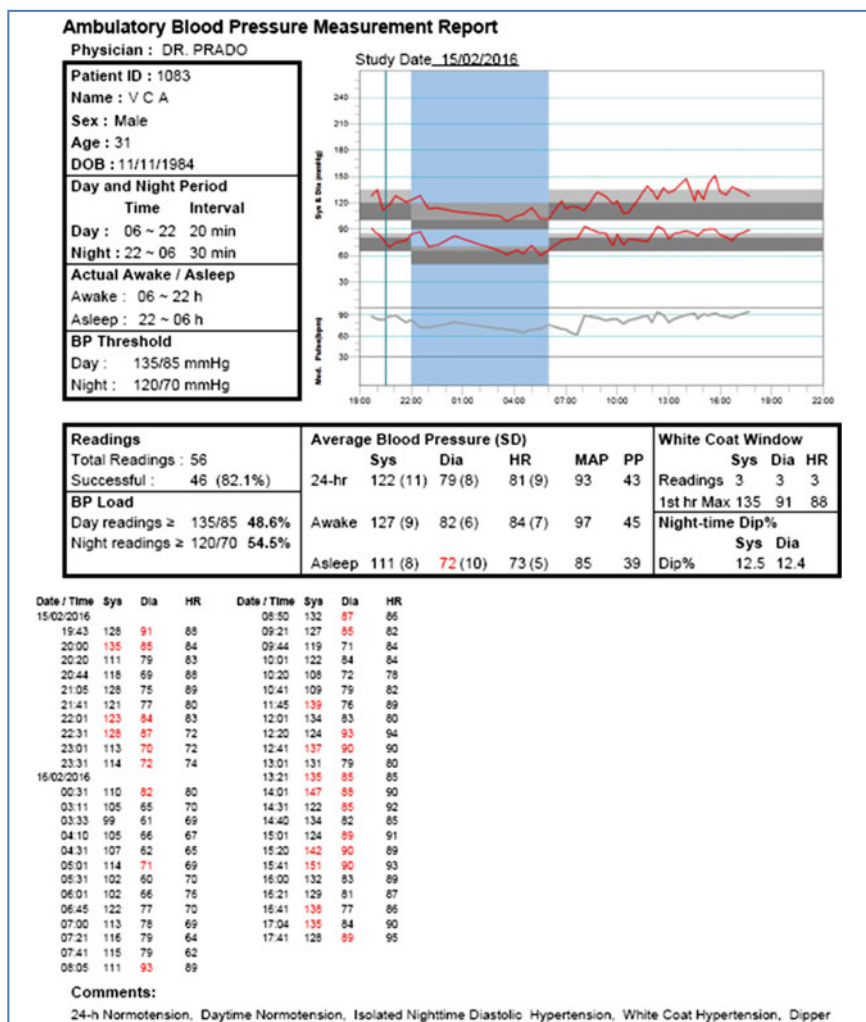 Ambulatory Blood Pressure Measurement Report
Physician : DR. PRADO
Study Date 15/02/2016
Patient ID : 1083
Name : V C A
Sex : Male
Age : 31
DOB : 11/11/1984
Day and Night Period
Time Interval
Day : 06 ~ 22 20 min
Night : 22 ~ 06 30 min
Actual Awake / Asleep
Awake : 06 ~ 22 h
Asleep : 22 ~ 06 h
BP Threshold
Day : 135/85 mmHg
Night : 120/70 mmHg
Sys & Dia (mmHg)
240
210
180
150
120
90
60
30
Med. Pulse(bpm)
90
60
30
19:00 22:00 01:00 04:00 07:00 10:00 13:00 16:00 19:00 22:00
Readings
Total Readings : 56
Successful : 46 (82.1%)
BP Load
Day readings ≥ 135/85 48.6%
Night readings ≥ 120/70 54.5%
Average Blood Pressure (SD)
Sys Dia HR MAP PP
24-hr 122 (11) 79 (8) 81 (9) 93 43
Awake 127 (9) 82 (6) 84 (7) 97 45
Asleep 111 (8) 72 (10) 73 (5) 85 39
White Coat Window
Sys Dia HR
Readings 3 3 3
1st hr Max 135 91 88
Night-time Dip%
Sys Dia
Dip% 12.5 12.4
Date / Time Sys Dia HR
15/02/2016
19:43 128 91 88
20:00 135 85 84
20:20 111 79 83
20:44 118 69 88
21:05 128 75 89
21:41 121 77 80
22:01 123 84 83
22:31 128 87 72
23:01 113 70 72
23:31 114 72 74
16/02/2016
00:31 110 82 80
03:11 105 65 70
03:33 99 61 69
04:10 105 66 67
04:31 107 62 65
05:01 114 71 69
05:31 102 60 70
06:01 102 66 76
06:45 122 77 70
07:00 113 78 69
07:21 116 79 64
07:41 115 79 62
08:05 111 93 89
Date / Time Sys Dia HR
08:50 132 87 86
09:21 127 85 82
09:44 119 71 84
10:01 122 84 84
10:20 108 72 78
10:41 109 79 82
11:45 139 76 89
12:01 134 83 80
12:20 124 93 94
12:41 137 90 90
13:01 131 79 80
13:21 135 85 85
14:01 147 88 90
14:31 122 85 92
14:40 134 82 85
15:01 124 89 91
15:20 142 90 89
15:41 151 90 93
16:00 132 83 89
16:21 129 81 87
16:41 138 77 86
17:04 135 84 90
17:41 128 89 95
Comments:
24-h Normotension, Daytime Normotension, Isolated Nighttime Diastolic Hypertension, White Coat Hypertension, Dipper